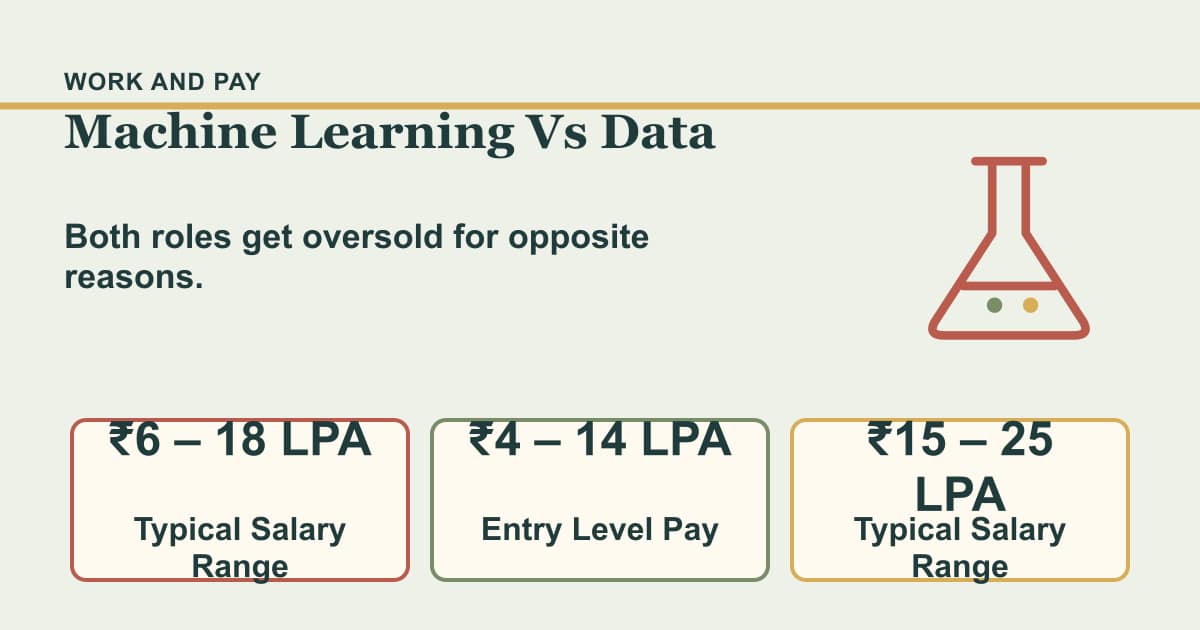 WORK AND PAY
Machine Learning Vs Data
Both roles get oversold for opposite
reasons.
₹6 – 18 LPA
Typical Salary
Range
₹4 – 14 LPA
Entry Level Pay
₹15 – 25
LPA
Typical Salary
Range